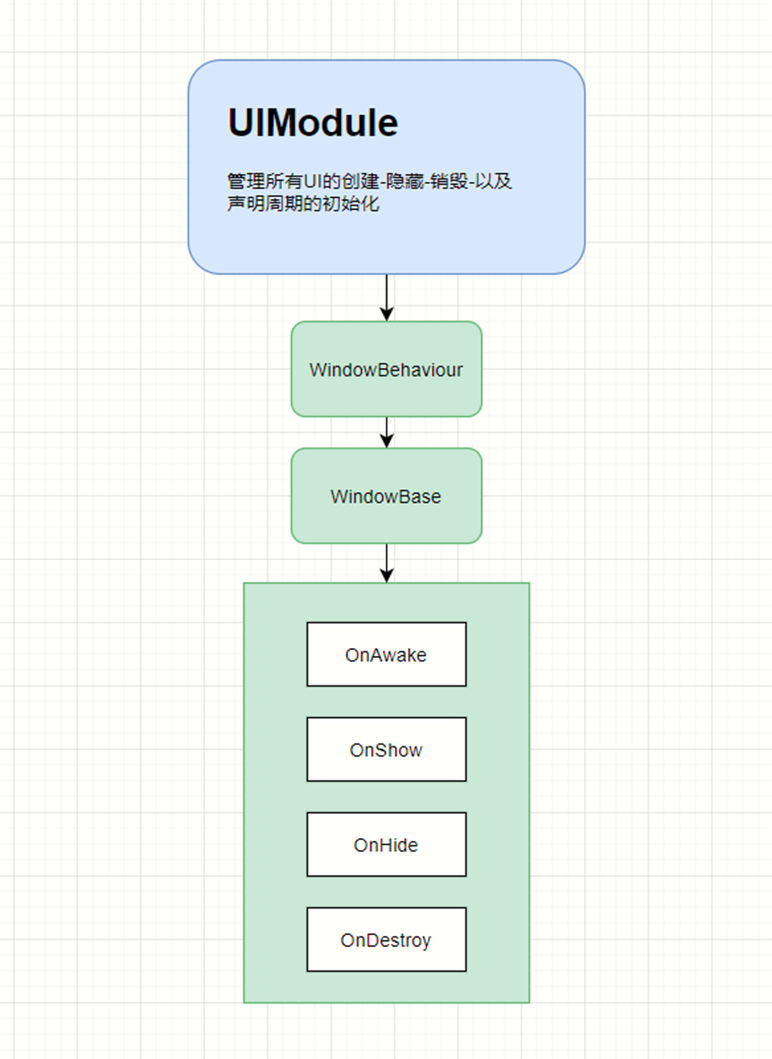 UIModule
管理所有UI的创建-隐藏-销毁-以及
声明周期的初始化
WindowBehaviour
WindowBase
OnAwake
OnShow
OnHide
OnDestroy